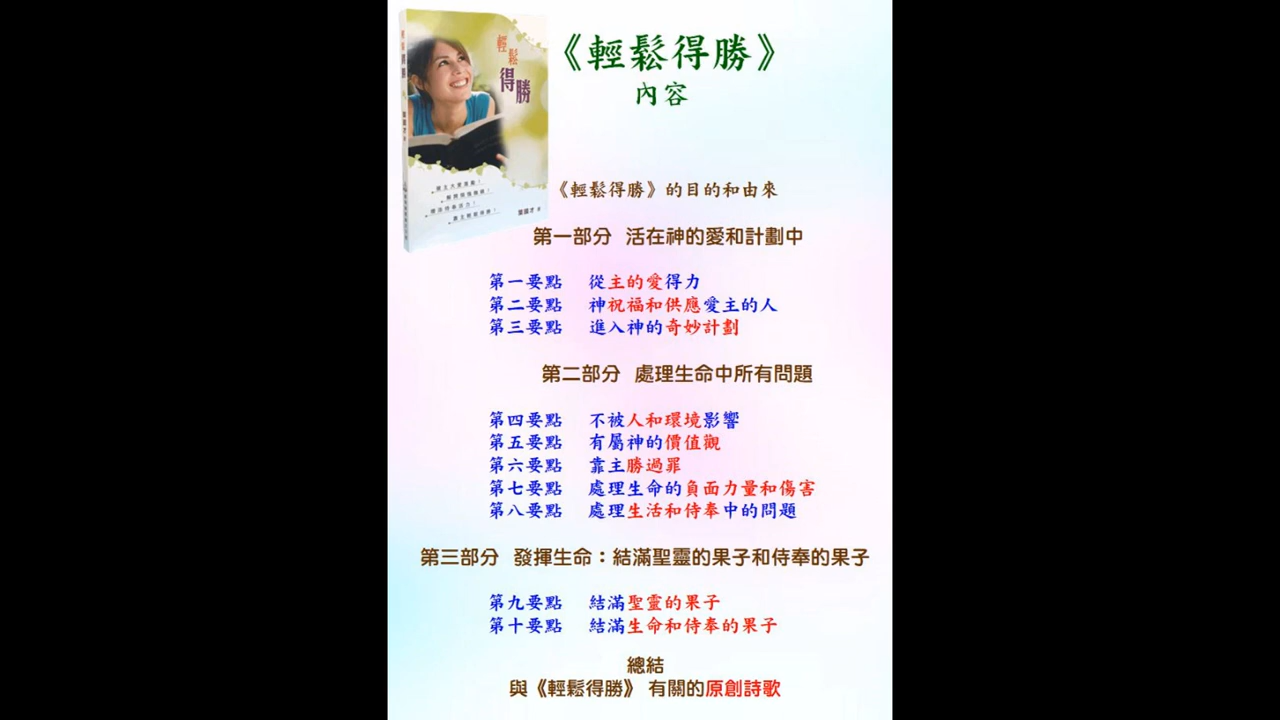 輕鬆
得勝
輕鬆得勝
《輕鬆得勝》
內容
《輕鬆得勝》的目的和由來
第一部分 活在神的愛和計劃中
第一要點 從主的愛得力
第二要點 神祝福和供應愛主的人
第三要點 進入神的奇妙計劃
第二部分 處理生命中所有問題
第四要點 不被人和環境影響
第五要點 有屬神的價值觀
第六要點 靠主勝過罪
第七要點 處理生命的負面力量和傷害
第八要點 處理生活和侍奉中的問題
第三部分 發揮生命：結滿聖靈的果子和侍奉的果子
第九要點 結滿聖靈的果子
第十要點 結滿生命和侍奉的果子
總結
與《輕鬆得勝》 有關的原創詩歌